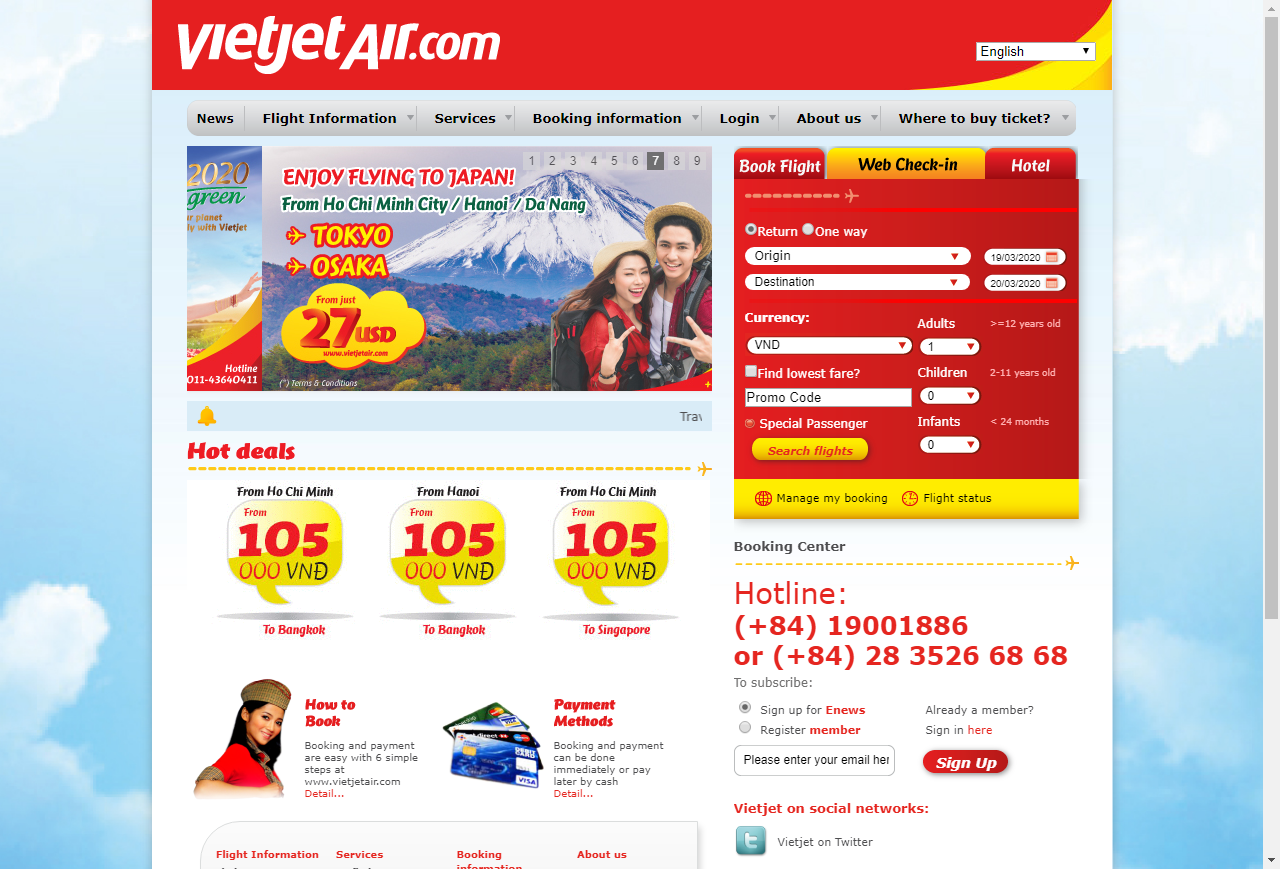 vietjetAir.com
English
News
Flight Information
Services
Booking information
Login
About us
Where to buy ticket?
2020
green
ur planet
ly with Vietjet
Hotline
011-43640411
1 2 3 4 5 6 7 8 9
ENJOY FLYING TO JAPAN!
From Ho Chi Minh City / Hanoi / Da Nang
TOKYO
OSAKA
From just
27USD
www.vietjetair.com
(*) Terms & Conditions
Book Flight
Web Check-in
Hotel
Return One way
Origin
19/03/2020
Destination
20/03/2020
Currency:
VND
Adults
>=12 years old
1
Find lowest fare?
Children
2-11 years old
Promo Code
0
Special Passenger
Infants
< 24 months
Search flights
0
Manage my booking
Flight status
Trav
Hot deals
From Ho Chi Minh
From
105
000 VNĐ
To Bangkok
From Hanoi
From
105
000 VNĐ
To Bangkok
From Ho Chi Minh
From
105
000 VNĐ
To Singapore
Booking Center
Hotline:
(+84) 19001886
or (+84) 28 3526 68 68
To subscribe:
Sign up for Enews
Already a member?
Register member
Sign in here
Please enter your email her
Sign Up
How to
Book
Booking and payment
are easy with 6 simple
steps at
www.vietjetair.com
Detail...
Payment
Methods
Booking and payment
can be done
immediately or pay
later by cash
Detail...
Vietjet on social networks:
Vietjet on Twitter
Flight Information
Services
Booking
information
About us